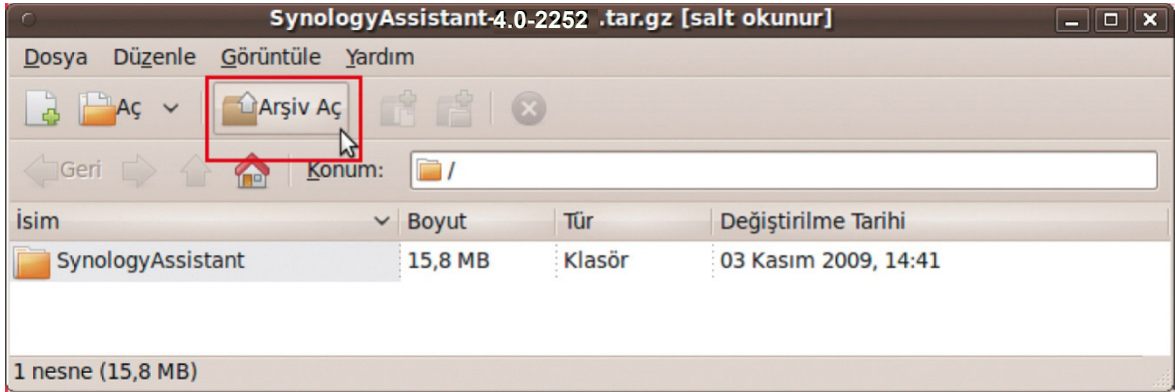 SynologyAssistant-4.0-2252 .tar.gz [salt okunur]
Dosya Düzenle Görüntüle Yardım
Aç Arşiv Aç
Geri Konum: /
İsim Boyut Tür Değiştirilme Tarihi
SynologyAssistant 15,8 MB Klasör 03 Kasım 2009, 14:41
1 nesne (15,8 MB)